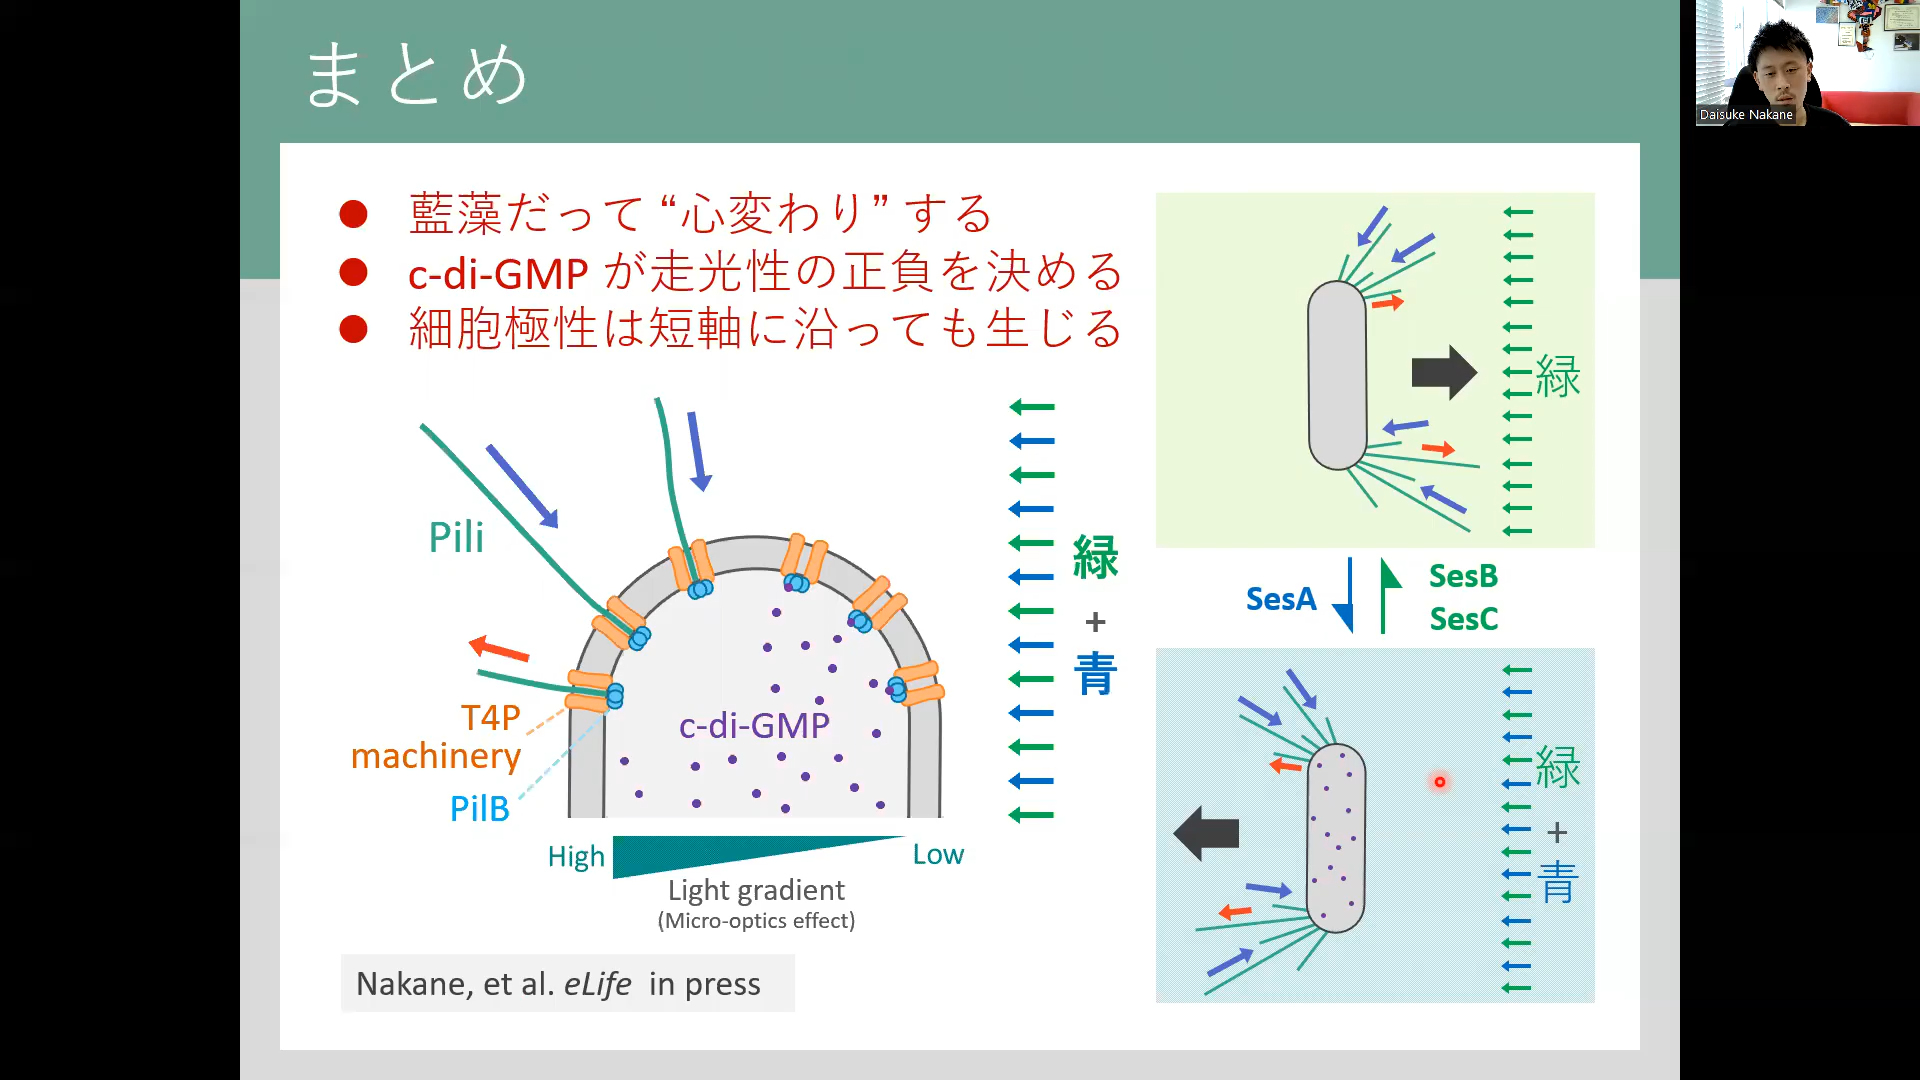 まとめ
Daisuke Nakane
藍藻だって “心変わり” する
c-di-GMP が走光性の正負を決める
細胞極性は短軸に沿っても生じる
Pili
T4P
machinery
PilB
c-di-GMP
緑
+
青
High
Low
Light gradient
(Micro-optics effect)
Nakane, et al. eLife in press
緑
SesA
SesB
SesC
緑
+
青